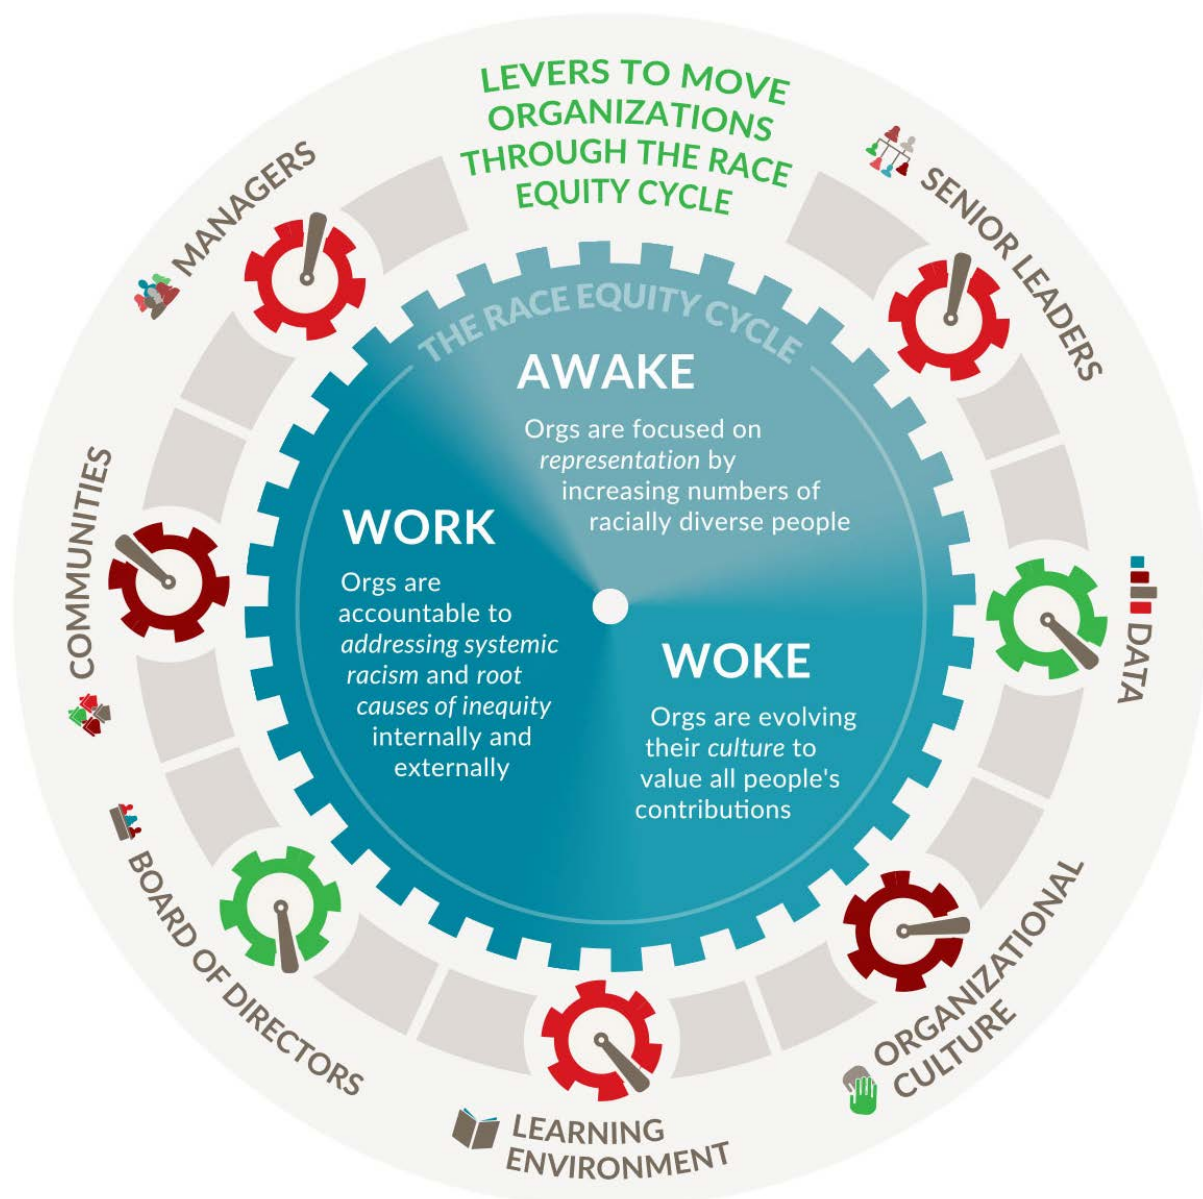 LEVERS TO MOVE
ORGANIZATIONS
THROUGH THE RACE
EQUITY CYCLE
SENIOR LEADERS
DATA
ORGANIZATIONAL
CULTURE
LEARNING
ENVIRONMENT
BOARD OF DIRECTORS
COMMUNITIES
MANAGERS
THE RACE EQUITY CYCLE
AWAKE
Orgs are focused on
representation by
increasing numbers of
racially diverse people
WOKE
Orgs are evolving
their culture to
value all people's
contributions
WORK
Orgs are
accountable to
addressing systemic
racism and root
causes of inequity
internally and
externally